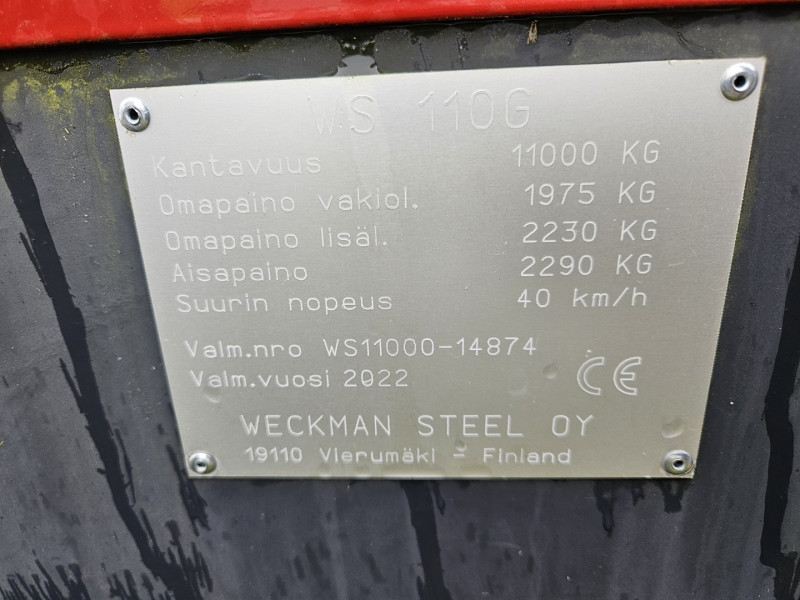 WS 110G
Kantavuus 11000 KG
Omapaino vakiol. 1975 KG
Omapaino lisäl. 2230 KG
Aisapaino 2290 KG
Suurin nopeus 40 km/h
Valm.nro WS11000-14874
Valm.vuosi 2022
CE
WECKMAN STEEL OY
19110 Vierumäki - Finland